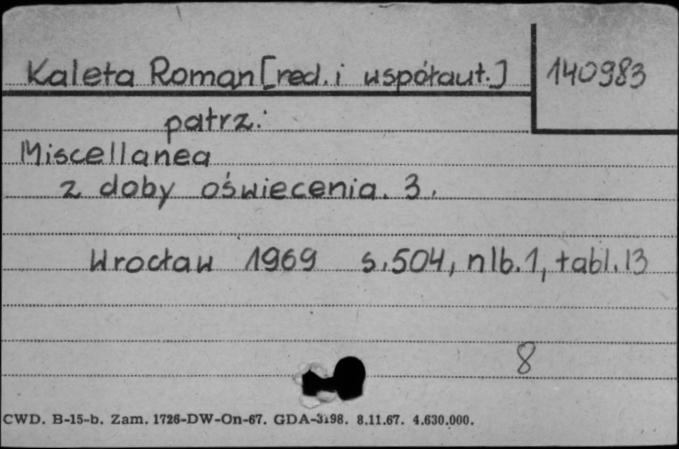 Kaleta Roman [red. i współaut.] 140983
patrz:
Miscellanea
z doby oświecenia. 3.
Wrocław 1969 s. 504, nlb. 1, tabl. 13
8
CWD. B-15-b. Zam. 1726-DW-On-67. GDA-3198. 8.11.67. 4.630.000.